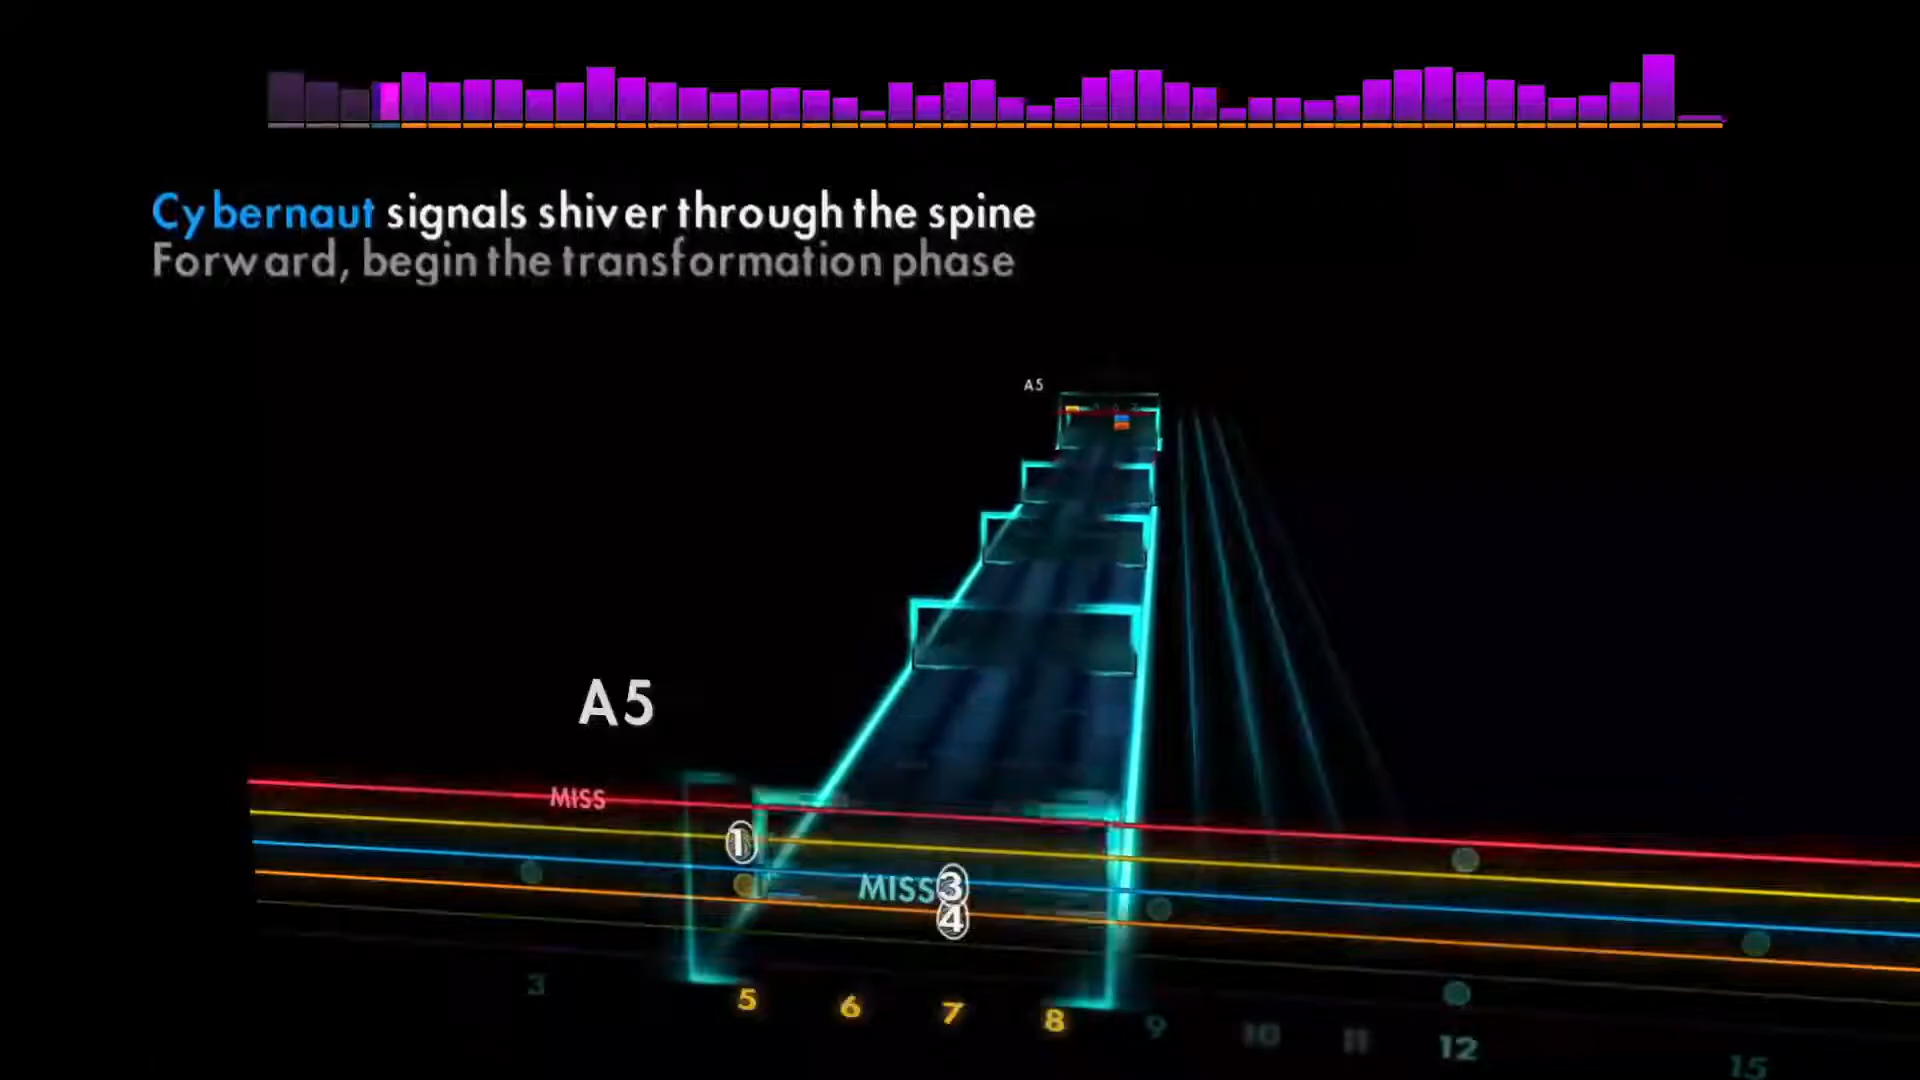 Cybernaut signals shiver through the spine
Forward, begin the transformation phase
A5
A5
MISS
1
MISS 3
4
3 5 6 7 8 9 10 11 12 15